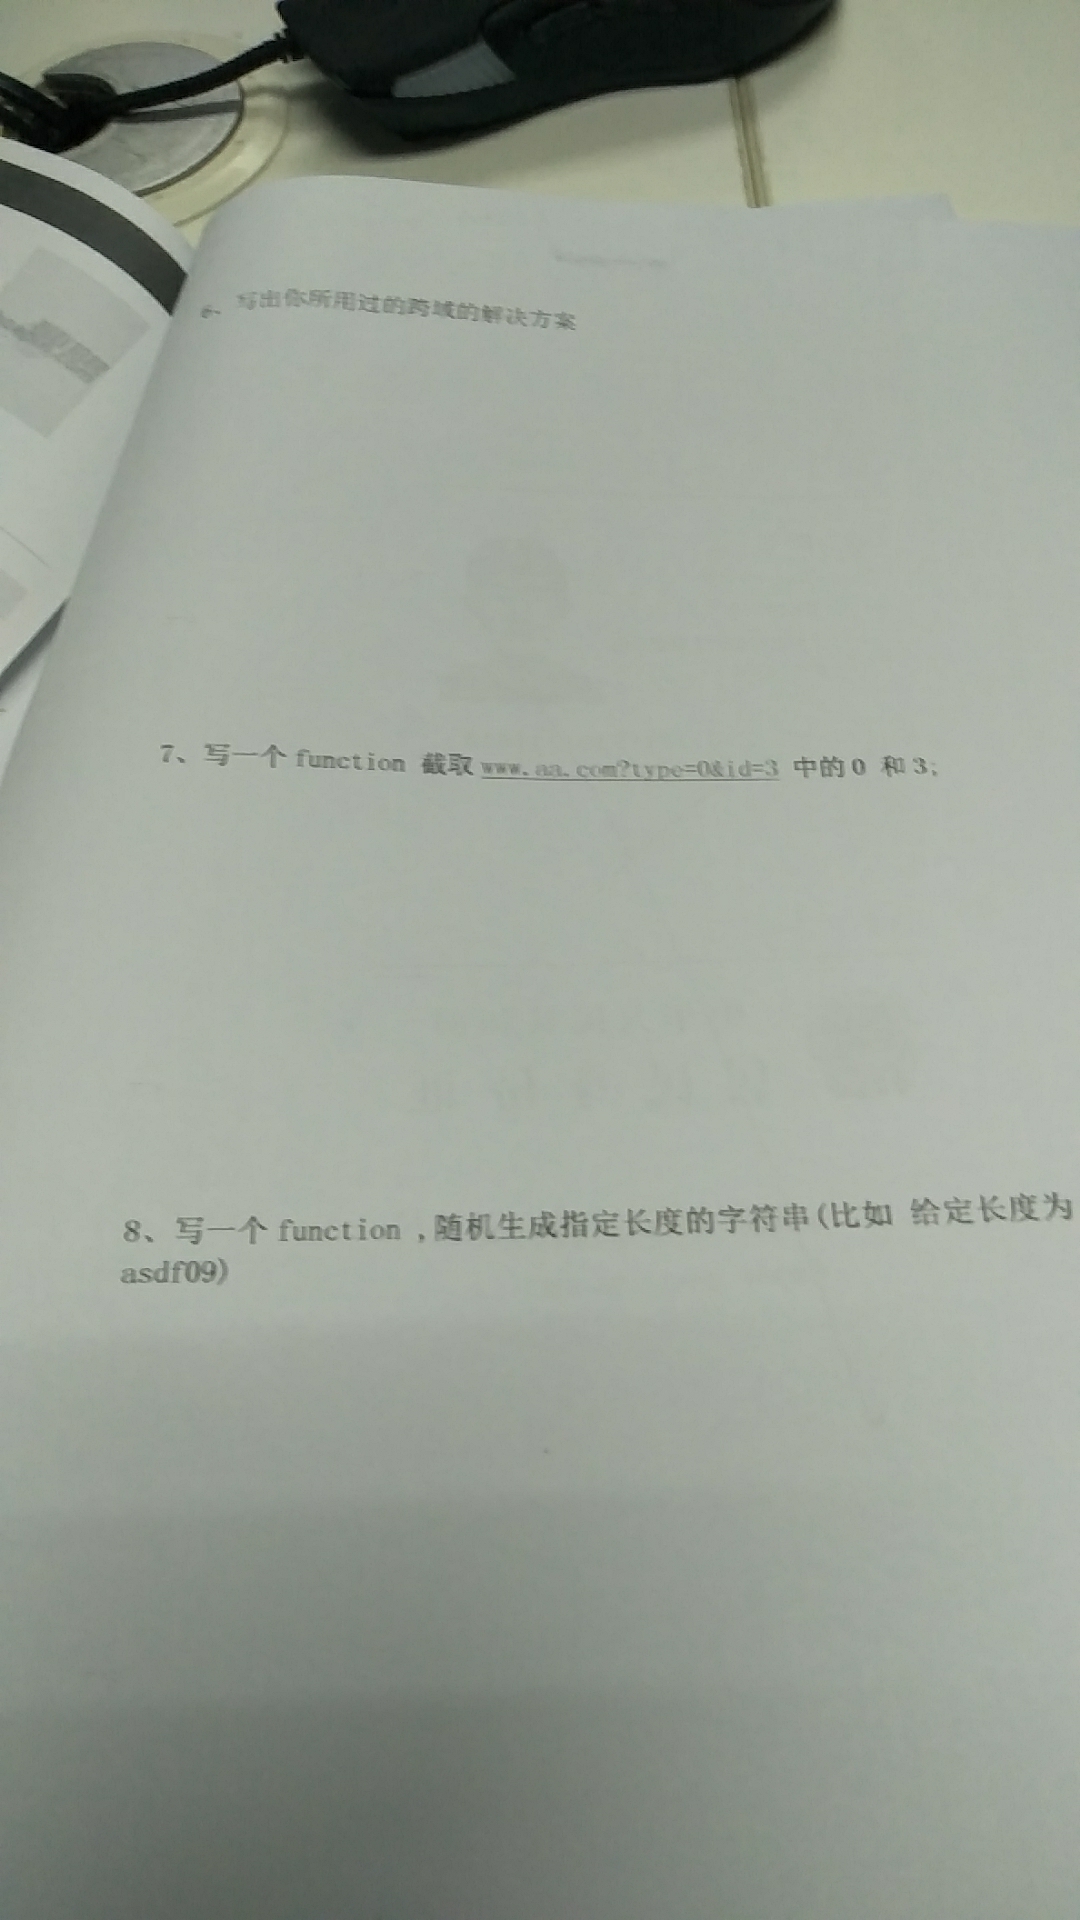 6、写出你所用过的跨域的解决方案
7、写一个 function 截取 www.aa.com?type=0&id=3 中的 0 和 3;
8、写一个 function ,随机生成指定长度的字符串(比如 给定长度为
asdf09)